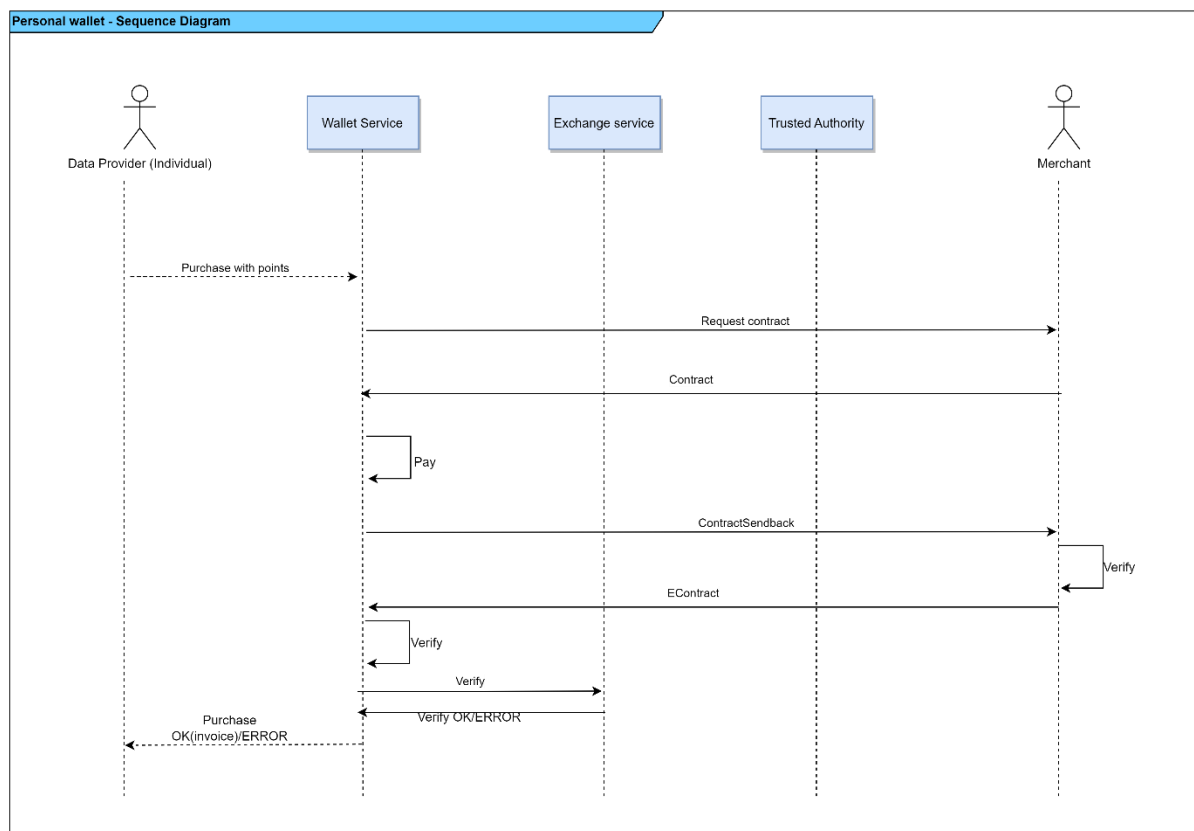 Personal wallet - Sequence Diagram
Data Provider (Individual)
Wallet Service
Exchange service
Trusted Authority
Merchant
Purchase with points
Request contract
Contract
Pay
ContractSendback
Verify
EContract
Verify
Verify
Verify OK/ERROR
Purchase
OK(invoice)/ERROR